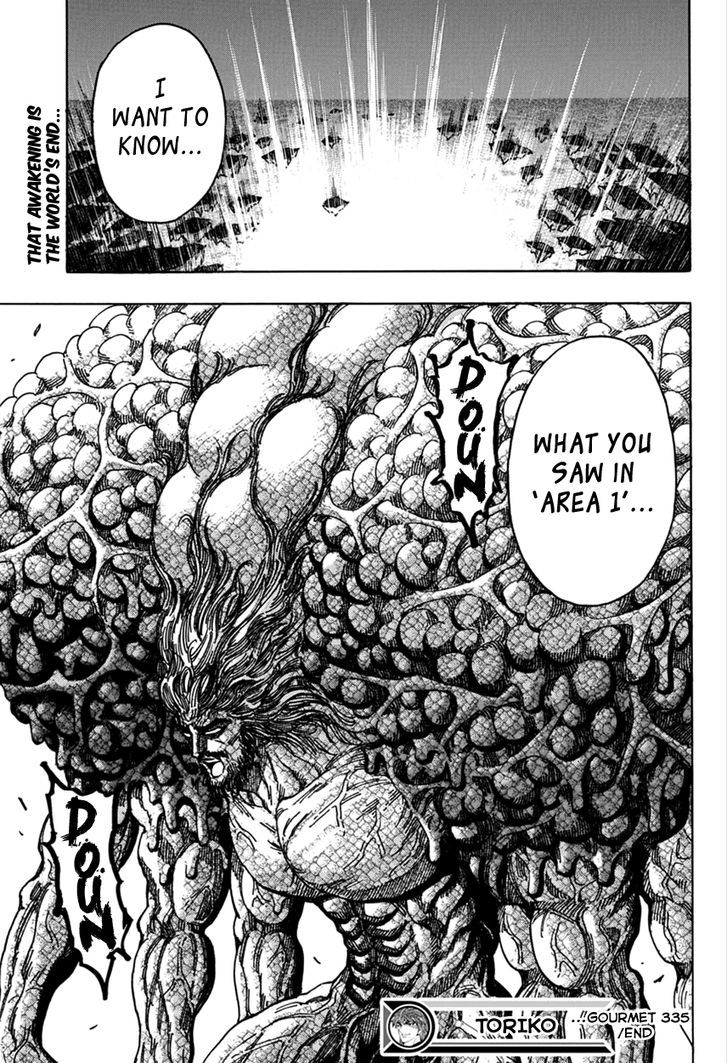 I
WANT TO
KNOW...
THAT AWAKENING IS
THE WORLD'S END...
DOUN
WHAT YOU
SAW IN
'AREA 1'...
DOUN
TORIKO
...GOURMET 335
/END)